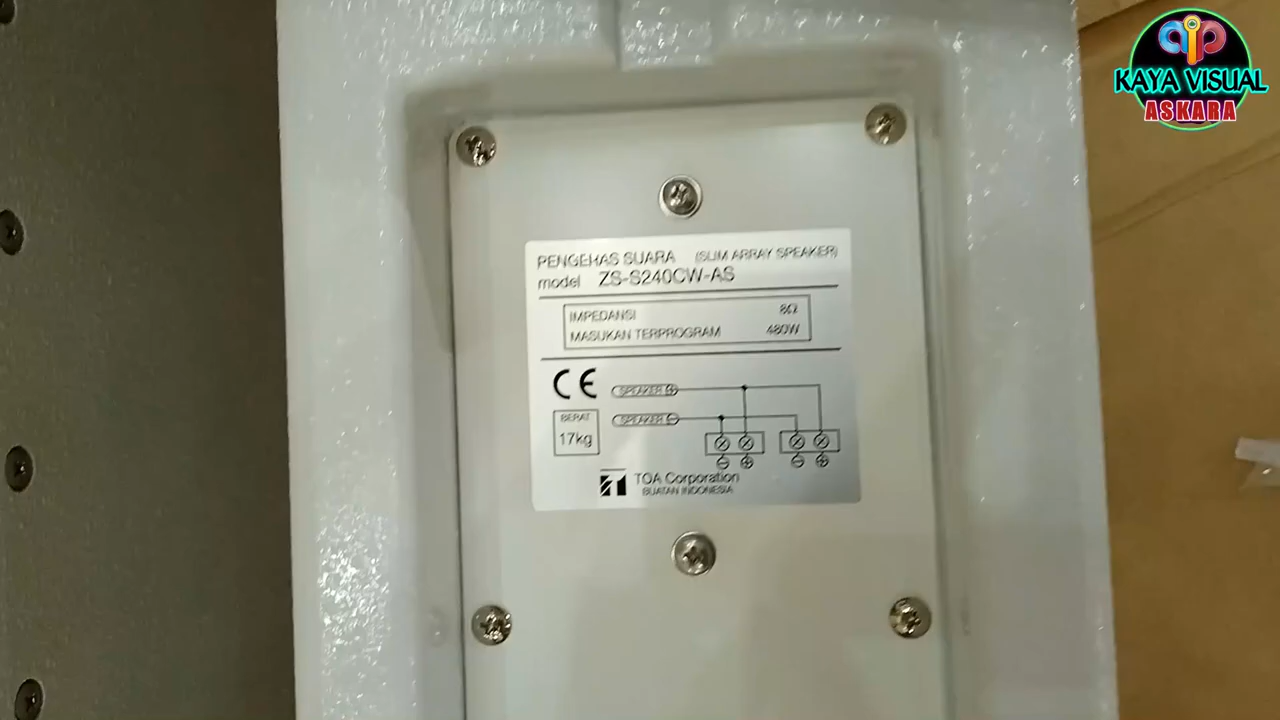 KAYA VISUAL
ASKARA
PENGEHAS SUARA (SLIM ARRAY SPEAKER)
model ZS-S240CW-AS
IMPEDANSI 8Ω
MASUKAN TERPROGRAM 480W
CE
SPEAKER ⊕
SPEAKER ⊖
BERAT
17kg
⊖ ⊕ ⊖ ⊕
TOA Corporation
BUATAN INDONESIA